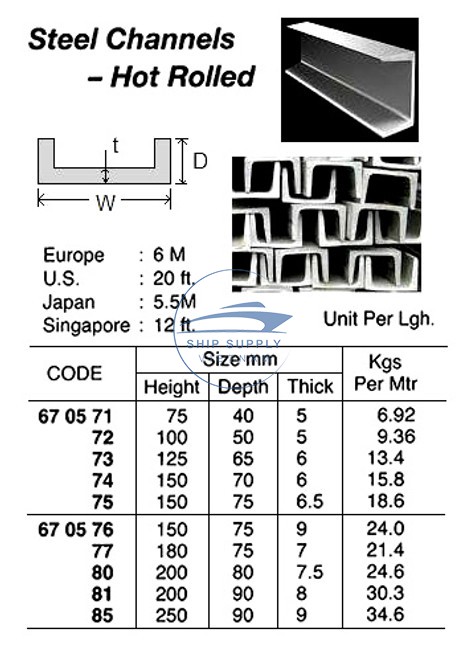 Steel Channels
– Hot Rolled
t
D
W
Europe : 6 M
U.S. : 20 ft.
Japan : 5.5M
Singapore : 12 ft.
Unit Per Lgh.
SHIP SUPPLY
CODE Size mm Kgs Per Mtr
Height Depth Thick
67 05 71 75 40 5 6.92
72 100 50 5 9.36
73 125 65 6 13.4
74 150 70 6 15.8
75 150 75 6.5 18.6
67 05 76 150 75 9 24.0
77 180 75 7 21.4
80 200 80 7.5 24.6
81 200 90 8 30.3
85 250 90 9 34.6